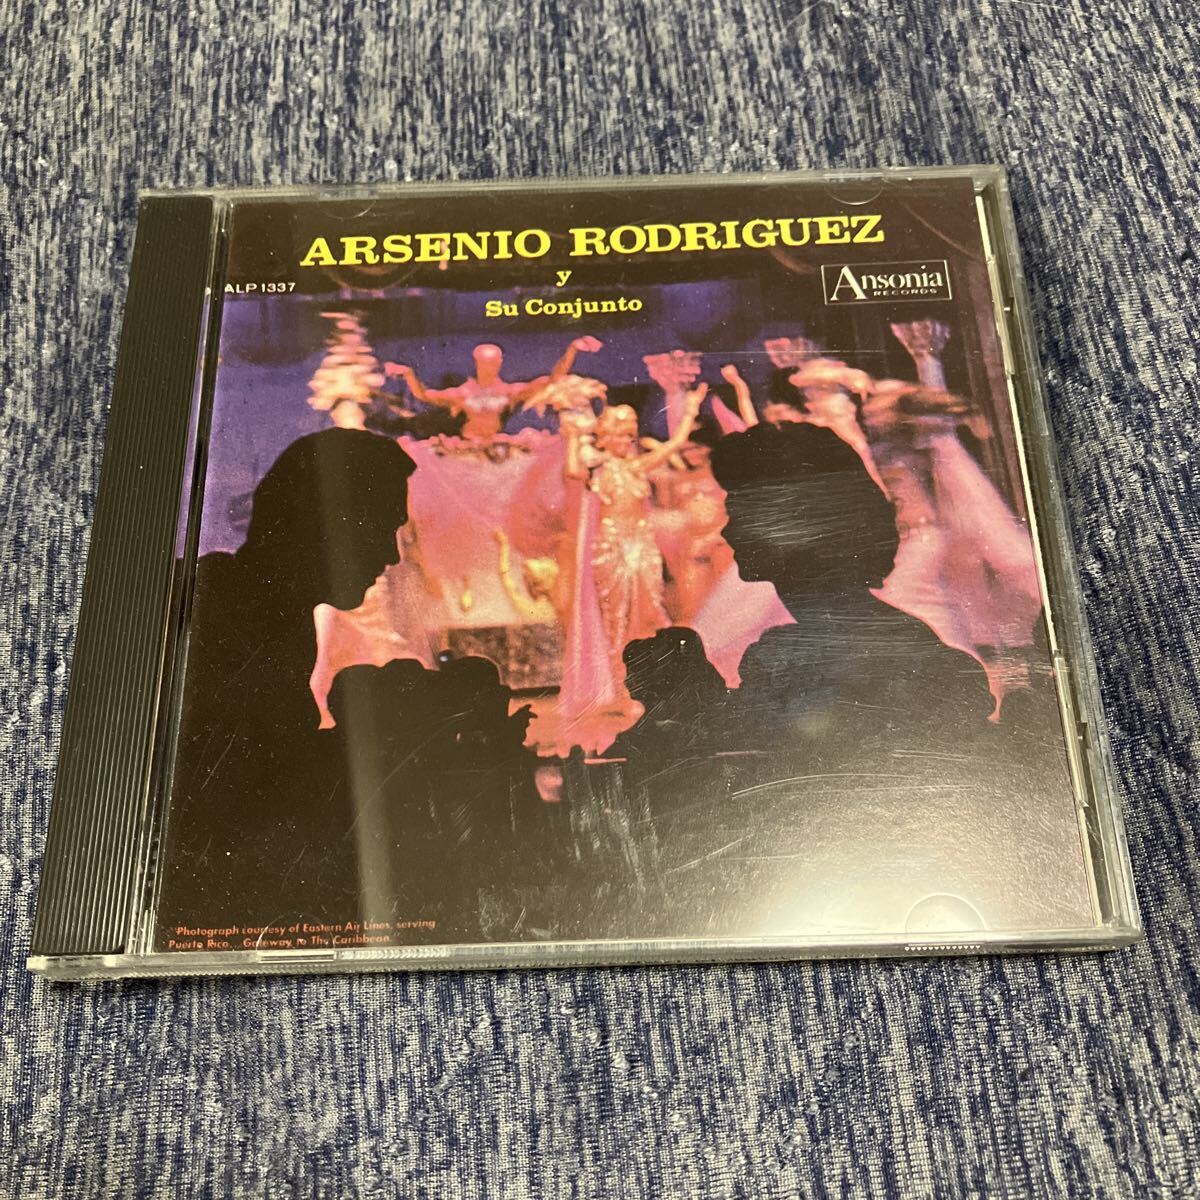 ARSENIO RODRIGUEZ
y
Su Conjunto
ALP 1337
Ansonia
RECORDS
Photograph courtesy of Eastern Air Lines, serving
Puerto Rico... Gateway to The Caribbean